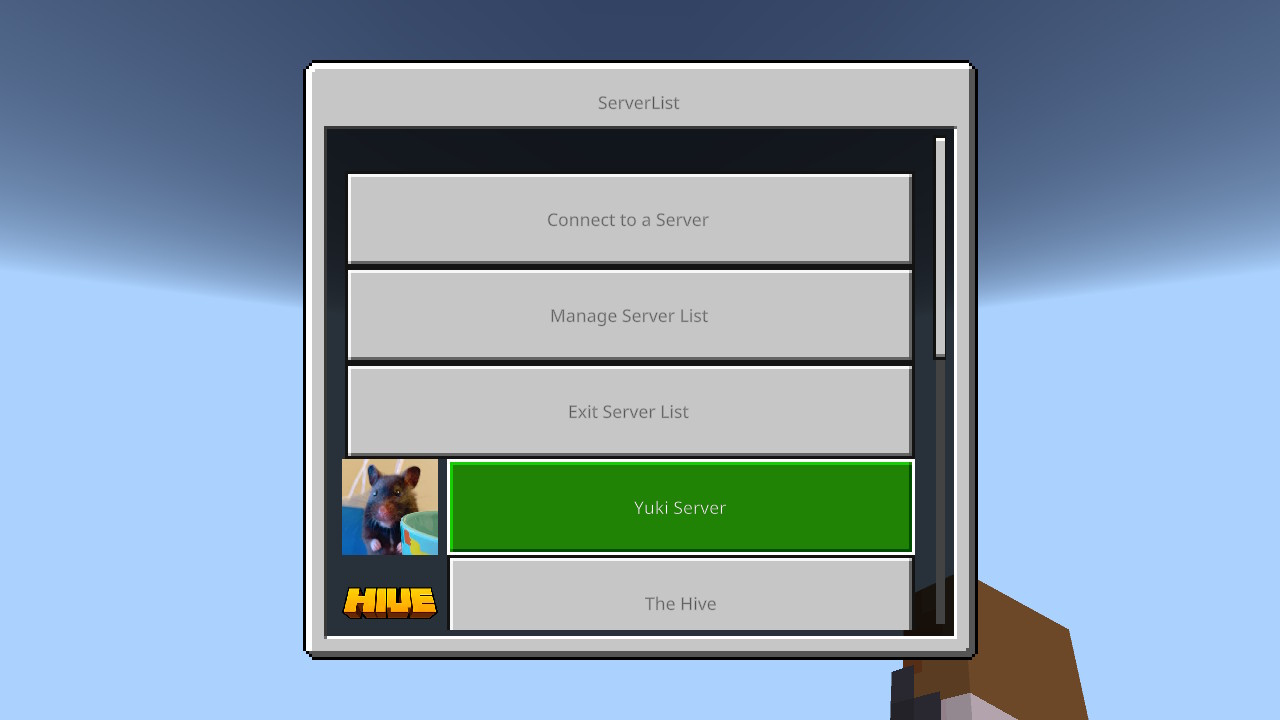 ServerList
Connect to a Server
Manage Server List
Exit Server List
Yuki Server
HIVE
The Hive